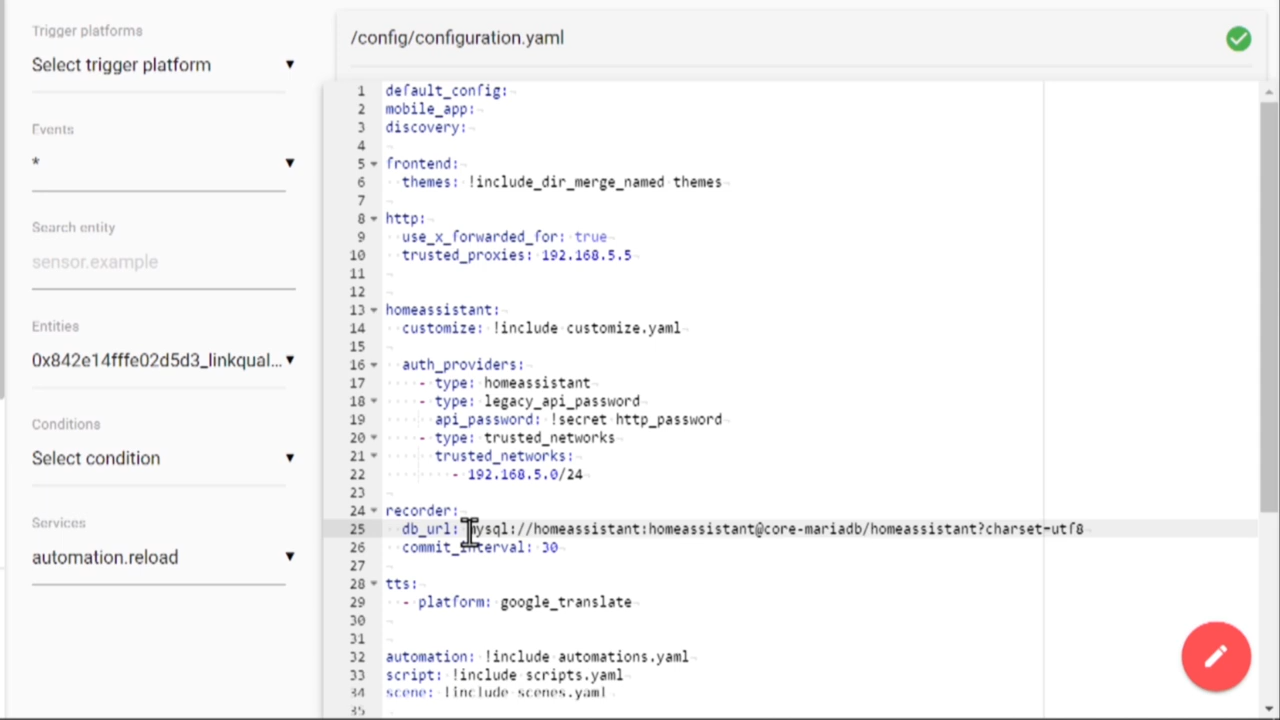 Trigger platforms
Select trigger platform
Events
*
Search entity
sensor.example
Entities
0x842e14fffe02d5d3_linkqual...
Conditions
Select condition
Services
automation.reload
/config/configuration.yaml
1 default_config:
2 mobile_app:
3 discovery:
4
5 frontend:
6   themes: !include_dir_merge_named themes
7
8 http:
9   use_x_forwarded_for: true
10   trusted_proxies: 192.168.5.5
11
12
13 homeassistant:
14   customize: !include customize.yaml
15
16   auth_providers:
17     - type: homeassistant
18     - type: legacy_api_password
19       api_password: !secret http_password
20     - type: trusted_networks
21       trusted_networks:
22         - 192.168.5.0/24
23
24 recorder:
25   db_url: mysql://homeassistant:homeassistant@core-mariadb/homeassistant?charset=utf8
26   commit_interval: 30
27
28 tts:
29   - platform: google_translate
30
31
32 automation: !include automations.yaml
33 script: !include scripts.yaml
34 scene: !include scenes.yaml
35